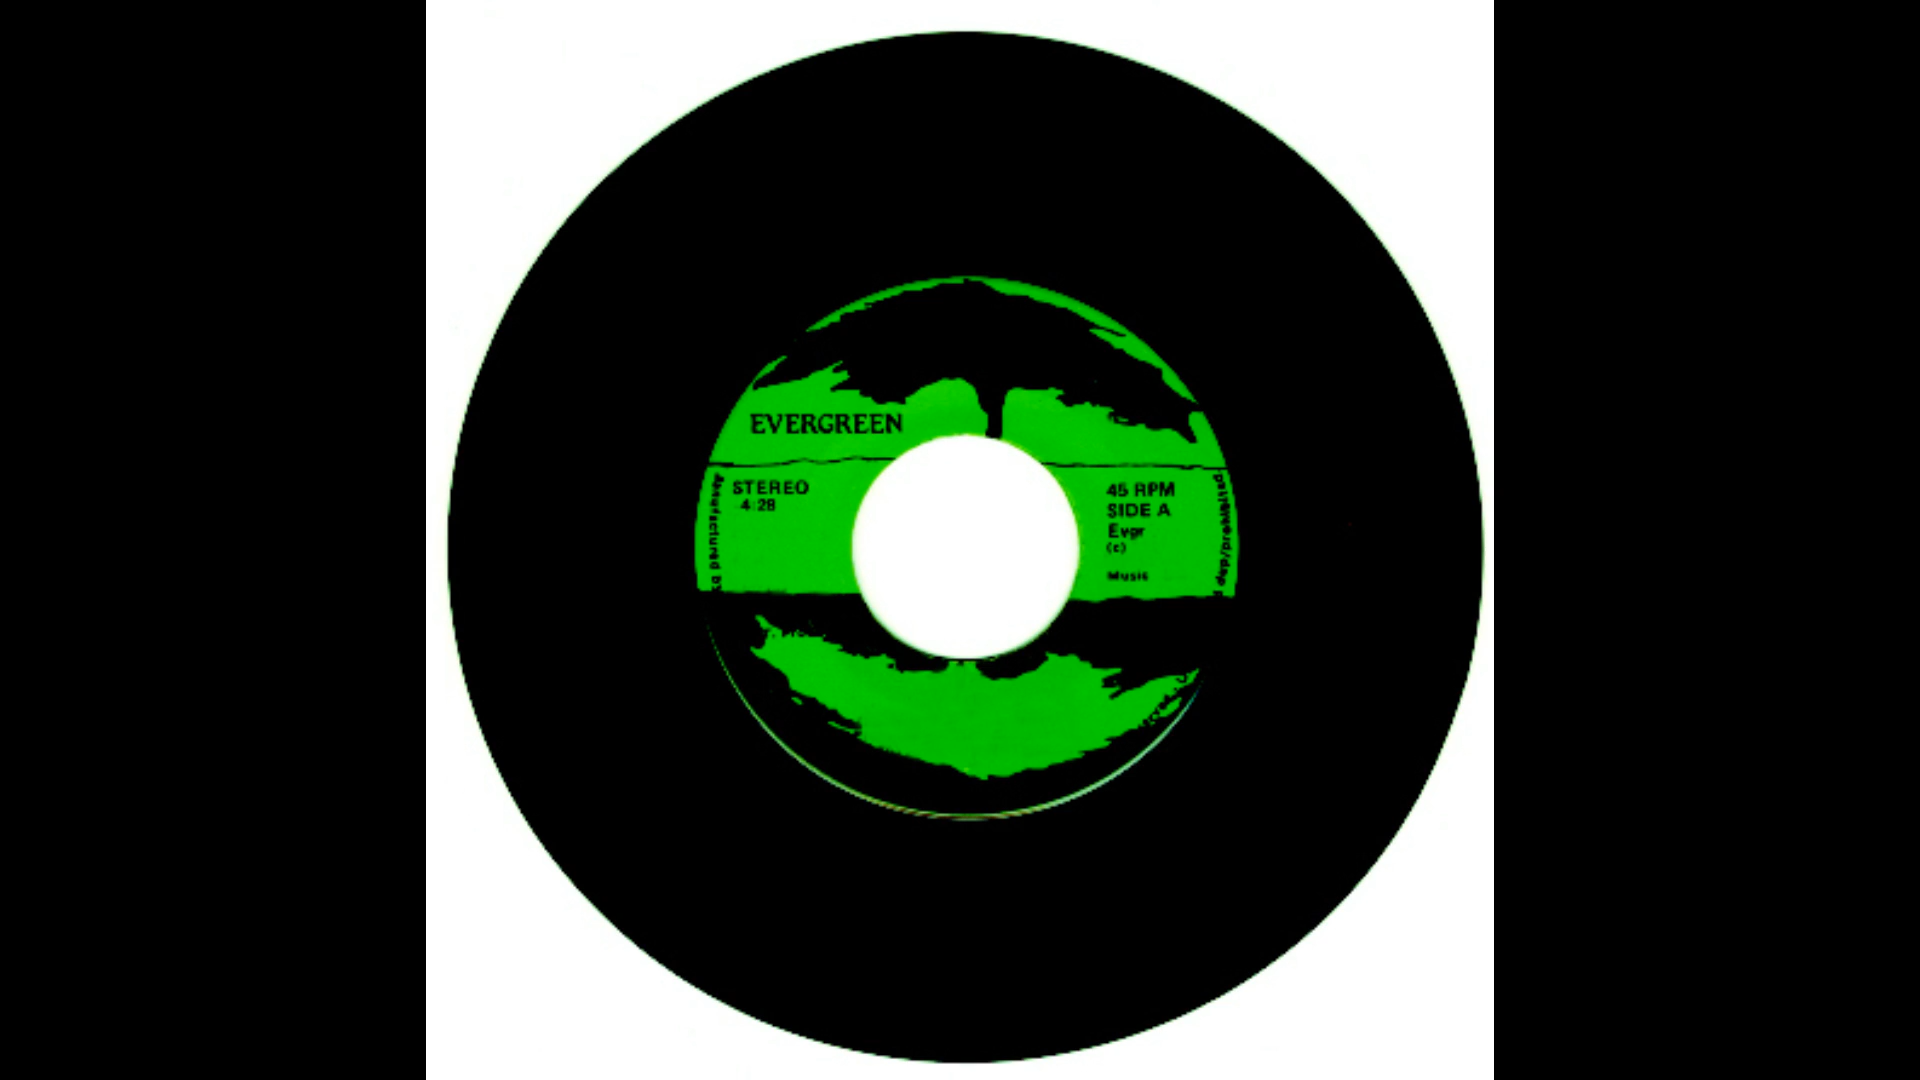 EVERGREEN
STEREO
4:28
45 RPM
SIDE A
Evgr
(c)
Music